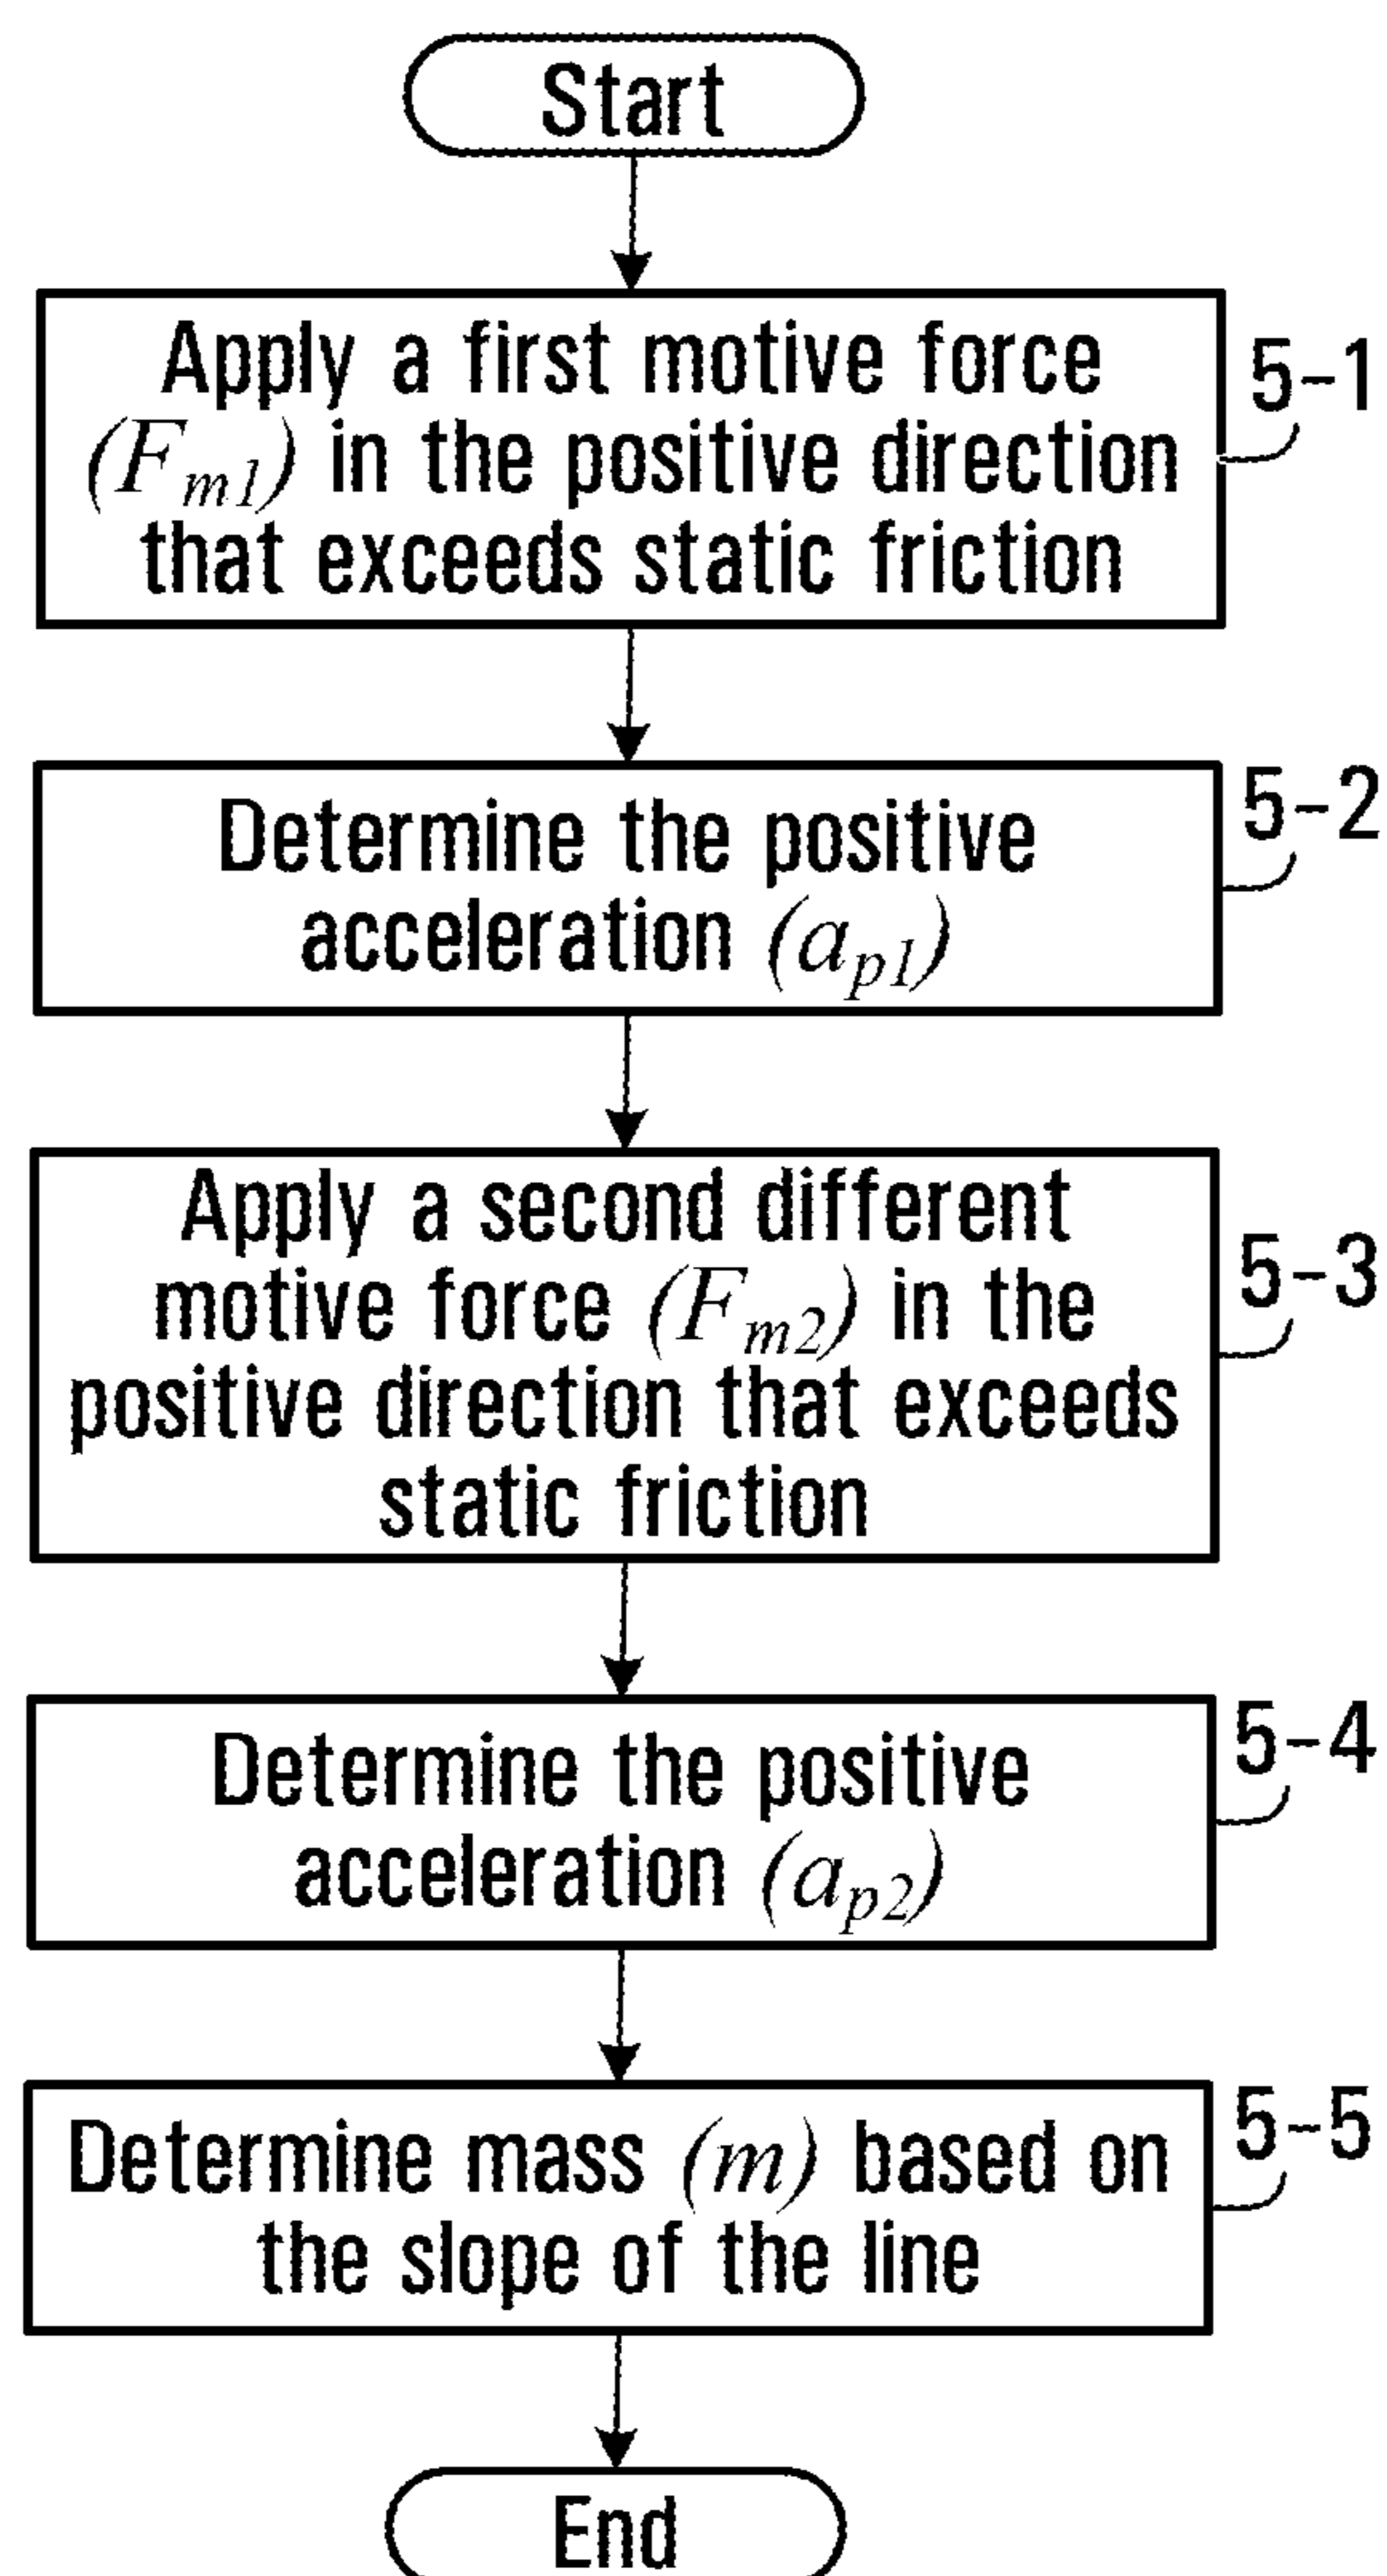 Start
Apply a first motive force
(Fm1) in the positive direction
that exceeds static friction
5-1
Determine the positive
acceleration (ap1)
5-2
Apply a second different
motive force (Fm2) in the
positive direction that exceeds
static friction
5-3
Determine the positive
acceleration (ap2)
5-4
Determine mass (m) based on
the slope of the line
5-5
End